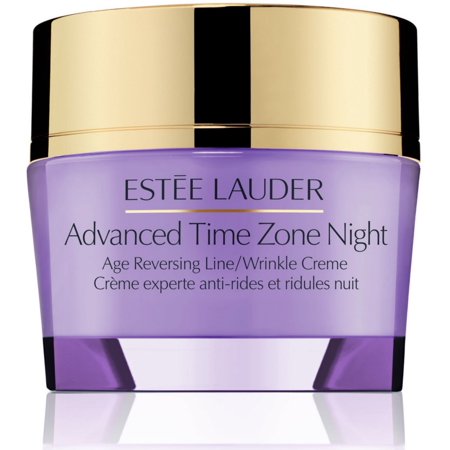 ESTĒE LAUDER
Advanced Time Zone Night
Age Reversing Line/Wrinkle Creme
Crème experte anti-rides et ridules nuit